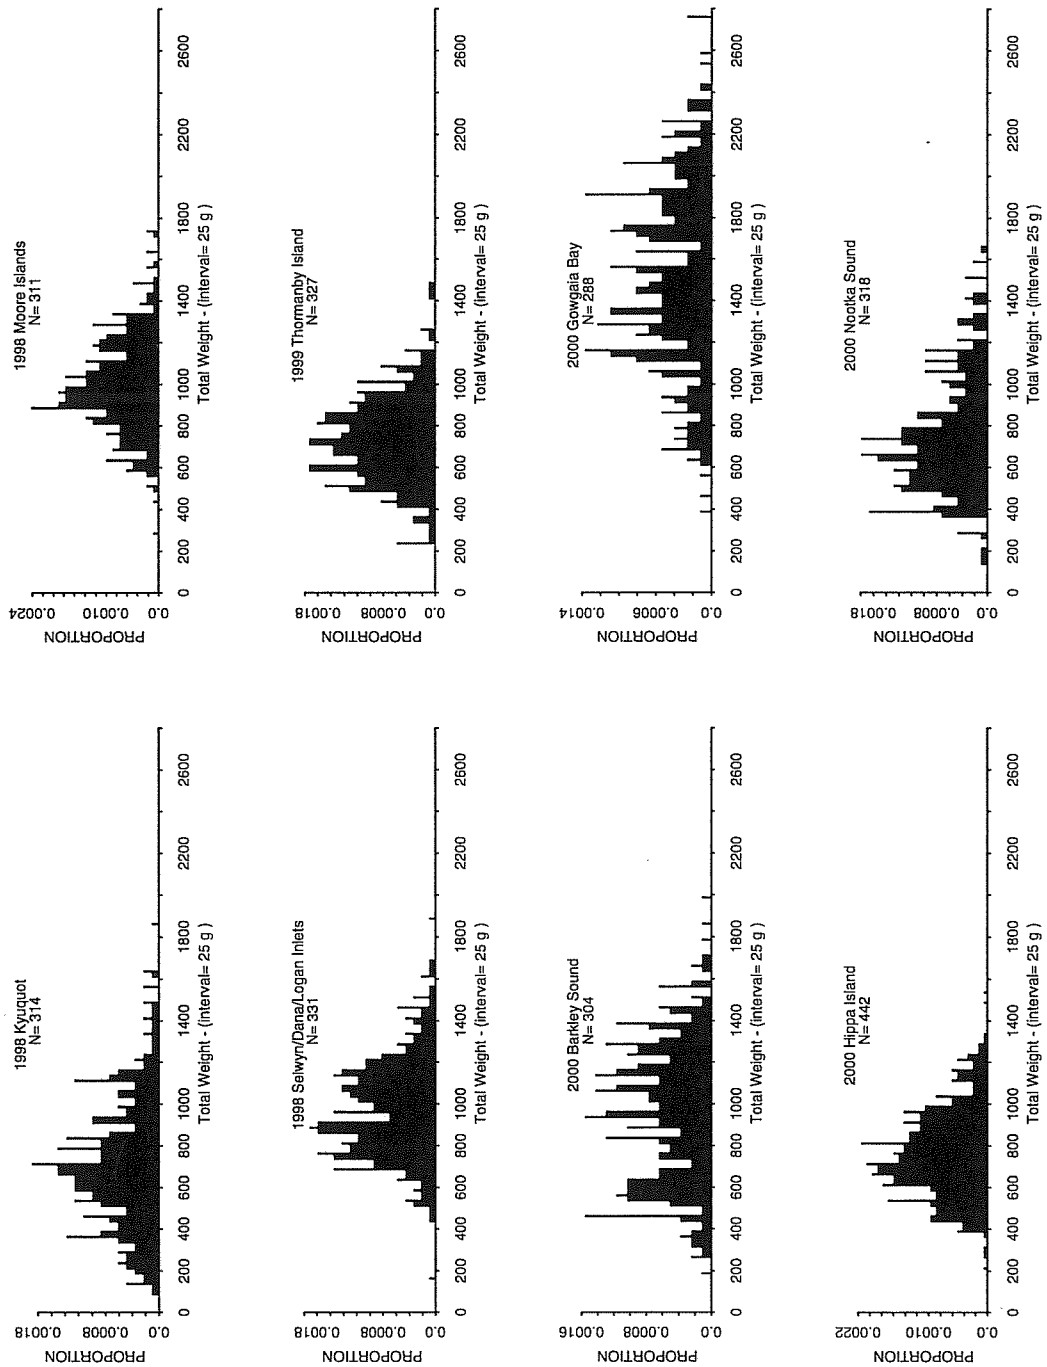 1998 Kyuquot
N= 314
PROPORTION
0.0 0.0008 0.0018
0 200 400 600 800 1000 1400 1800 2200 2600
Total Weight - (interval= 25 g )
1998 Moore Islands
N= 311
PROPORTION
0.0 0.0010 0.0024
0 200 400 600 800 1000 1400 1800 2200 2600
Total Weight - (interval= 25 g )
1998 Selwyn/Dana/Logan Inlets
N= 331
PROPORTION
0.0 0.0008 0.0018
0 200 400 600 800 1000 1400 1800 2200 2600
Total Weight - (interval= 25 g )
1999 Thormanby Island
N= 327
PROPORTION
0.0 0.0008 0.0018
0 200 400 600 800 1000 1400 1800 2200 2600
Total Weight - (interval= 25 g )
2000 Barkley Sound
N= 304
PROPORTION
0.0 0.0008 0.0016
0 200 400 600 800 1000 1400 1800 2200 2600
Total Weight - (interval= 25 g )
2000 Gowgaia Bay
N= 288
PROPORTION
0.0 0.0006 0.0014
0 200 400 600 800 1000 1400 1800 2200 2600
Total Weight - (interval= 25 g )
2000 Hippa Island
N= 442
PROPORTION
0.0 0.0010 0.0022
0 200 400 600 800 1000 1400 1800 2200 2600
Total Weight - (interval= 25 g )
2000 Nootka Sound
N= 318
PROPORTION
0.0 0.0008 0.0018
0 200 400 600 800 1000 1400 1800 2200 2600
Total Weight - (interval= 25 g )